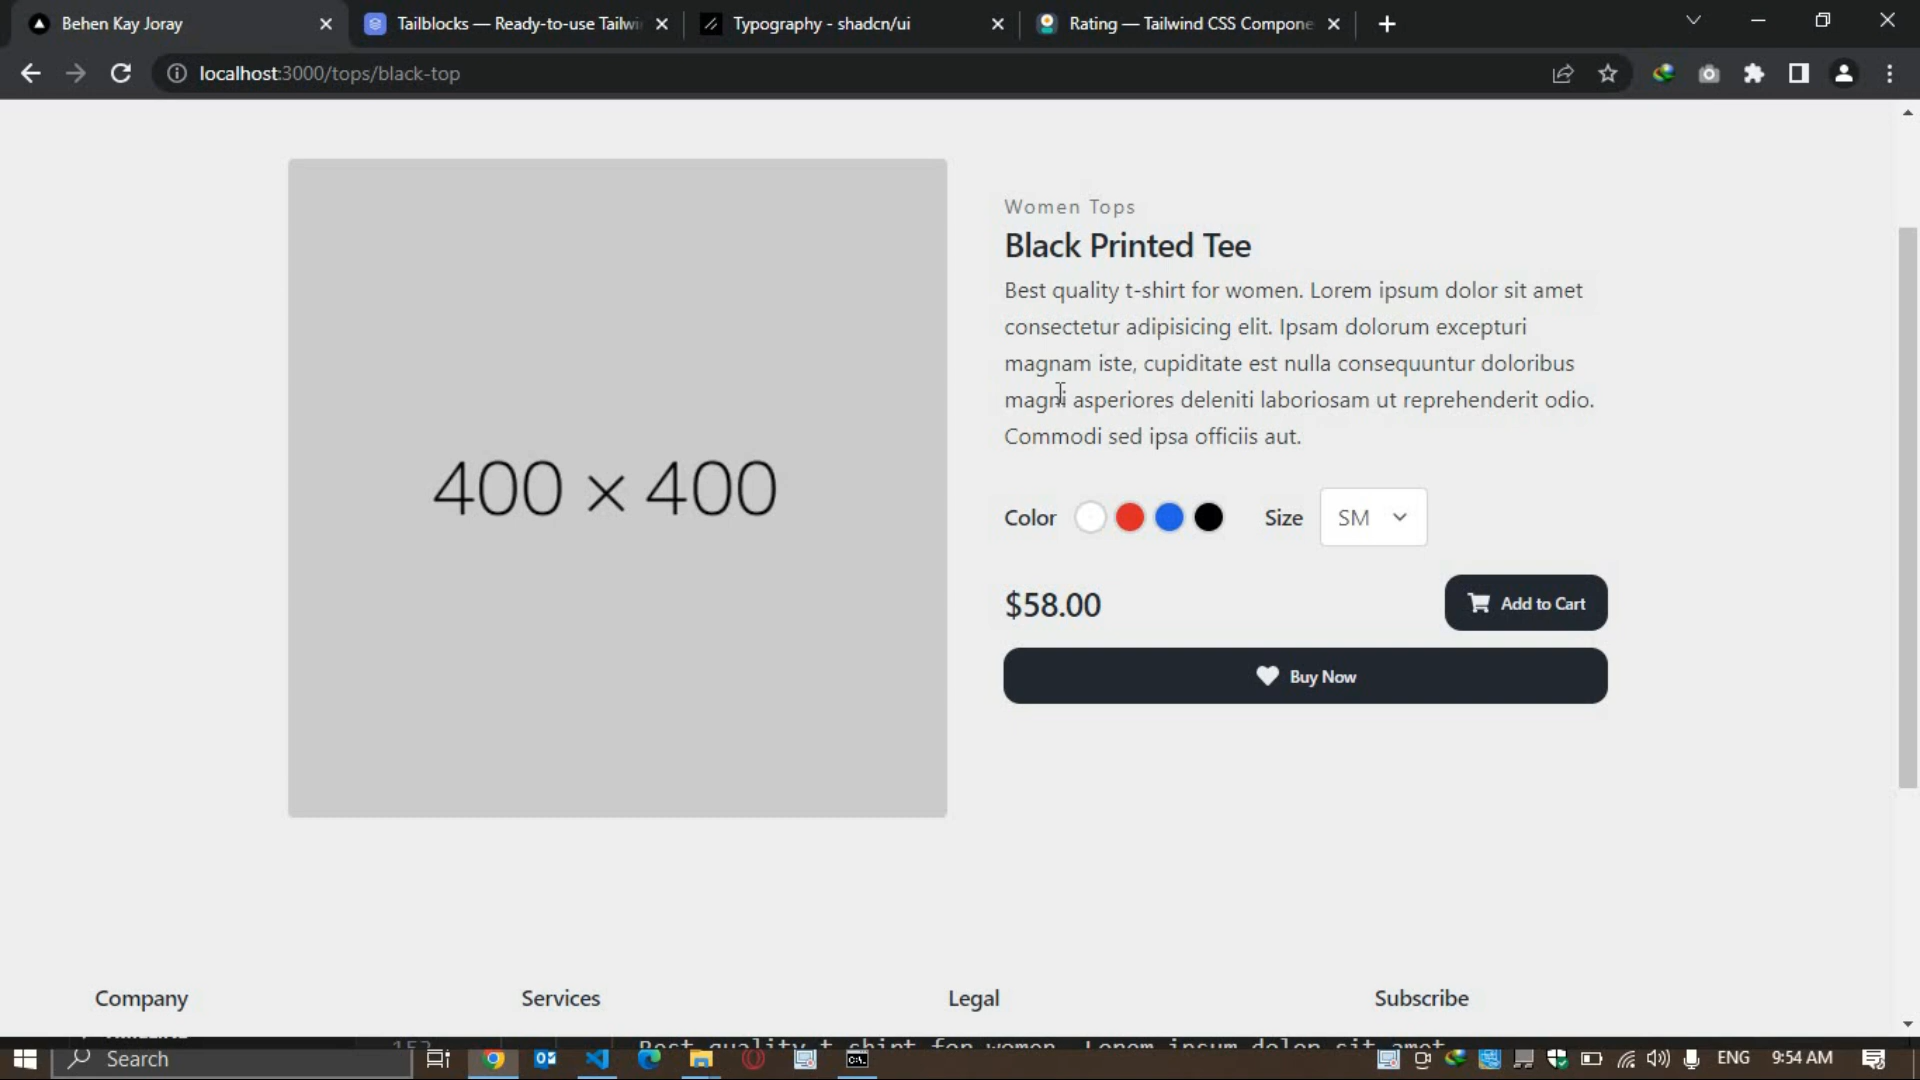 Behen Kay Joray
Tailblocks — Ready-to-use Tailwi
Typography - shadcn/ui
Rating — Tailwind CSS Compone
localhost:3000/tops/black-top
400 × 400
Women Tops
Black Printed Tee
Best quality t-shirt for women. Lorem ipsum dolor sit amet
consectetur adipisicing elit. Ipsam dolorum excepturi
magnam iste, cupiditate est nulla consequuntur doloribus
magni asperiores deleniti laboriosam ut reprehenderit odio.
Commodi sed ipsa officiis aut.
Color
Size
SM
$58.00
Add to Cart
Buy Now
Company
Services
Legal
Subscribe
Best quality t-shirt for women. Lorem ipsum dolor sit amet
Search
ENG
9:54 AM